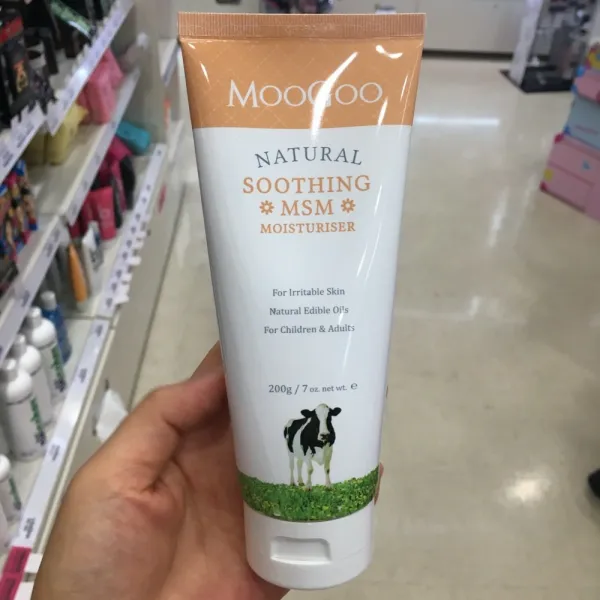 MOOGOO
NATURAL
SOOTHING
MSM
MOISTURISER
For Irritable Skin
Natural Edible Oils
For Children & Adults
200g / 7 oz. net wt. e